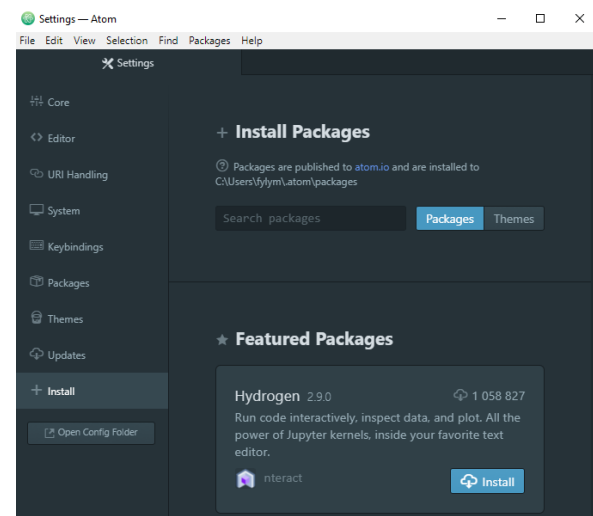 Settings — Atom
File Edit View Selection Find Packages Help
Settings
Core
Editor
URI Handling
System
Keybindings
Packages
Themes
Updates
Install
Open Config Folder
Install Packages
Packages are published to atom.io and are installed to
C:\Users\fylym\.atom\packages
Search packages
Packages Themes
Featured Packages
Hydrogen 2.9.0 1 058 827
Run code interactively, inspect data, and plot. All the
power of Jupyter kernels, inside your favorite text
editor.
nteract Install